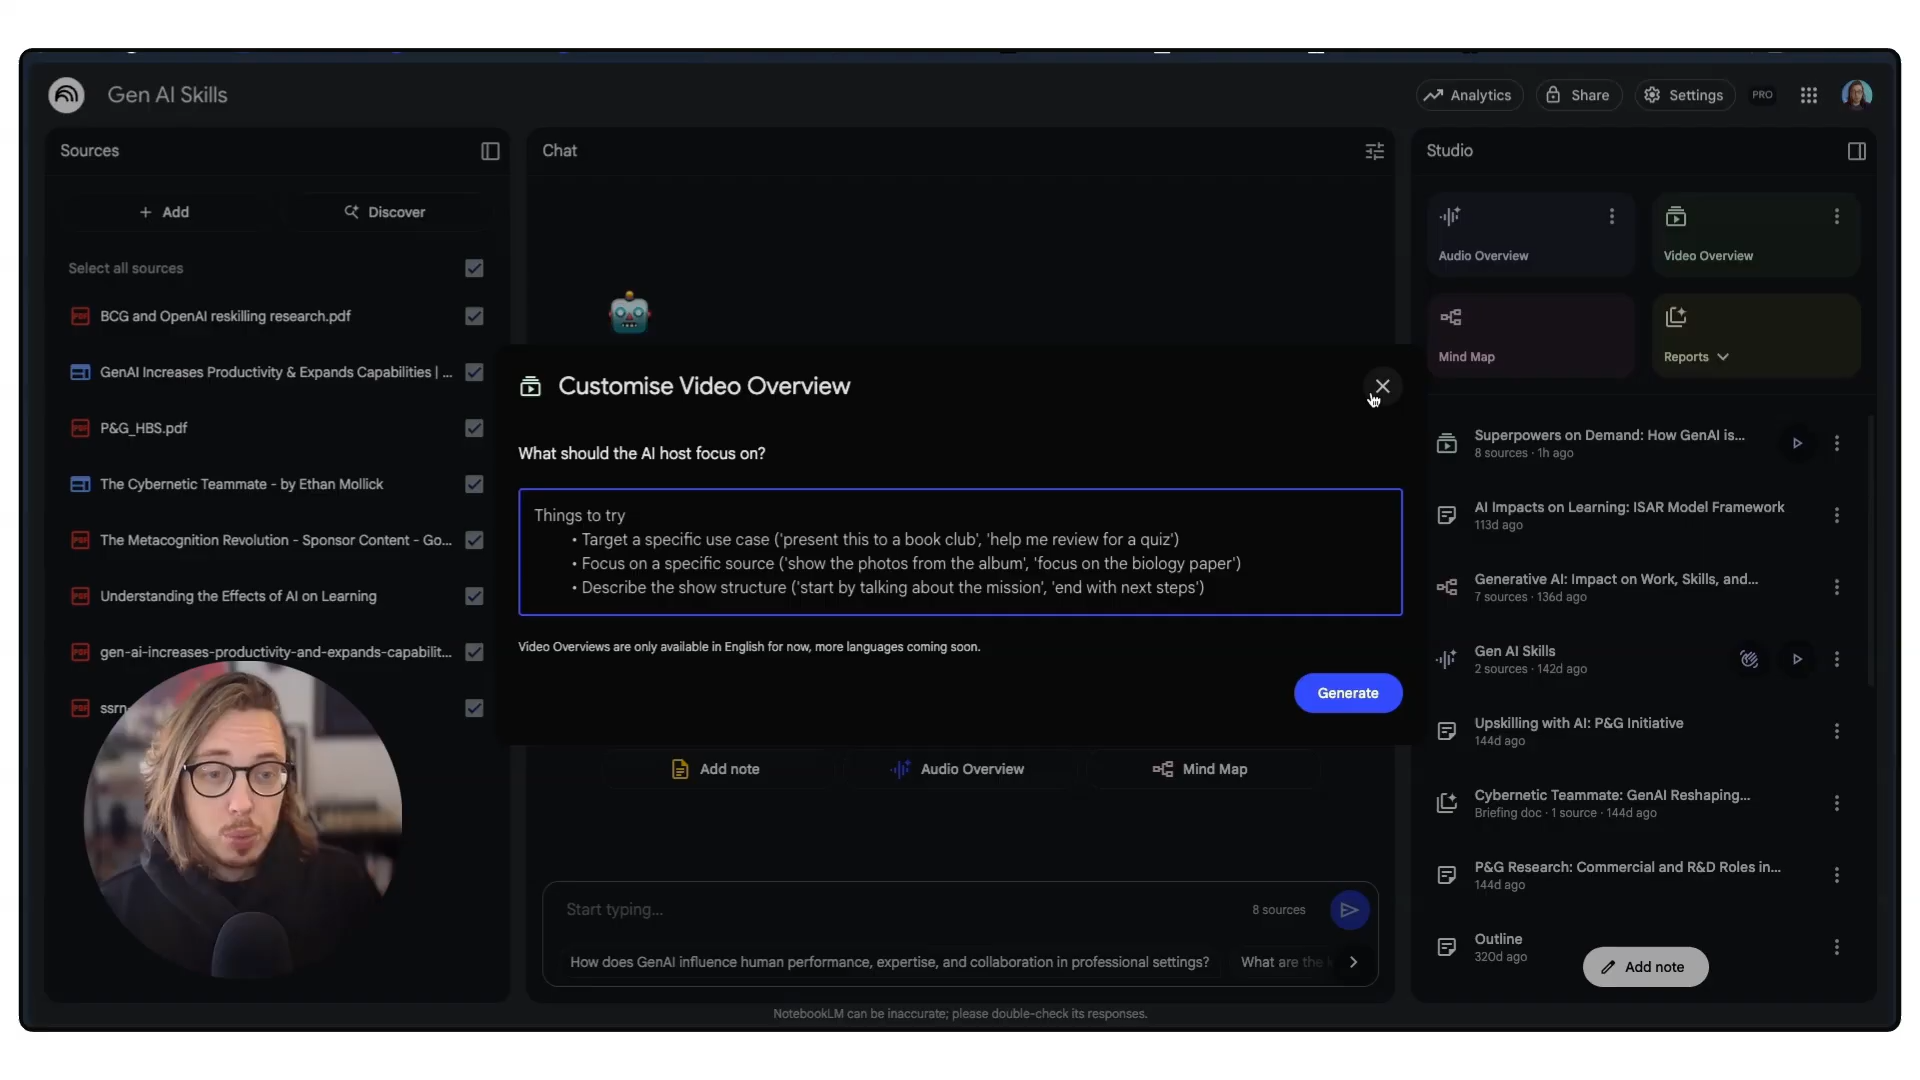 Gen AI Skills
Analytics
Share
Settings
PRO
Sources
Add
Discover
Select all sources
BCG and OpenAI reskilling research.pdf
GenAI Increases Productivity & Expands Capabilities | ...
P&G_HBS.pdf
The Cybernetic Teammate - by Ethan Mollick
The Metacognition Revolution - Sponsor Content - Go...
Understanding the Effects of AI on Learning
gen-ai-increases-productivity-and-expands-capabilit...
ssrn-
Chat
Customise Video Overview
What should the AI host focus on?
Things to try
• Target a specific use case ('present this to a book club', 'help me review for a quiz')
• Focus on a specific source ('show the photos from the album', 'focus on the biology paper')
• Describe the show structure ('start by talking about the mission', 'end with next steps')
Video Overviews are only available in English for now, more languages coming soon.
Generate
Add note
Audio Overview
Mind Map
Start typing...
8 sources
How does GenAI influence human performance, expertise, and collaboration in professional settings?
What are the
Studio
Audio Overview
Video Overview
Mind Map
Reports
Superpowers on Demand: How GenAI is...
8 sources · 1h ago
AI Impacts on Learning: ISAR Model Framework
113d ago
Generative AI: Impact on Work, Skills, and...
7 sources · 136d ago
Gen AI Skills
2 sources · 142d ago
Upskilling with AI: P&G Initiative
144d ago
Cybernetic Teammate: GenAI Reshaping...
Briefing doc · 1 source · 144d ago
P&G Research: Commercial and R&D Roles in...
144d ago
Outline
320d ago
Add note
NotebookLM can be inaccurate; please double-check its responses.